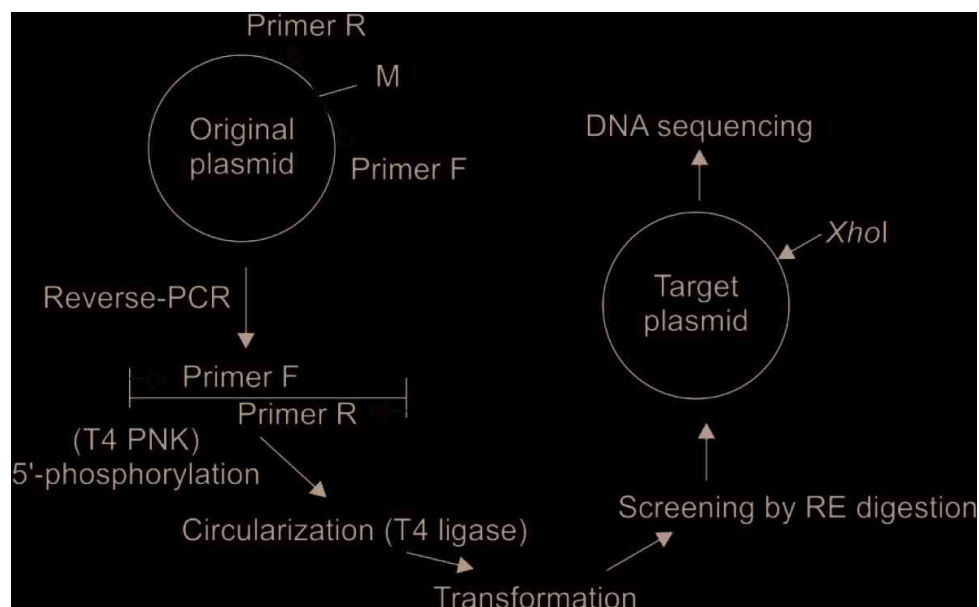 Primer R
M
Original
plasmid
Primer F
Reverse-PCR
Primer F
Primer R
(T4 PNK)
5'-phosphorylation
Circularization (T4 ligase)
Transformation
Screening by RE digestion
Target
plasmid
XhoI
DNA sequencing